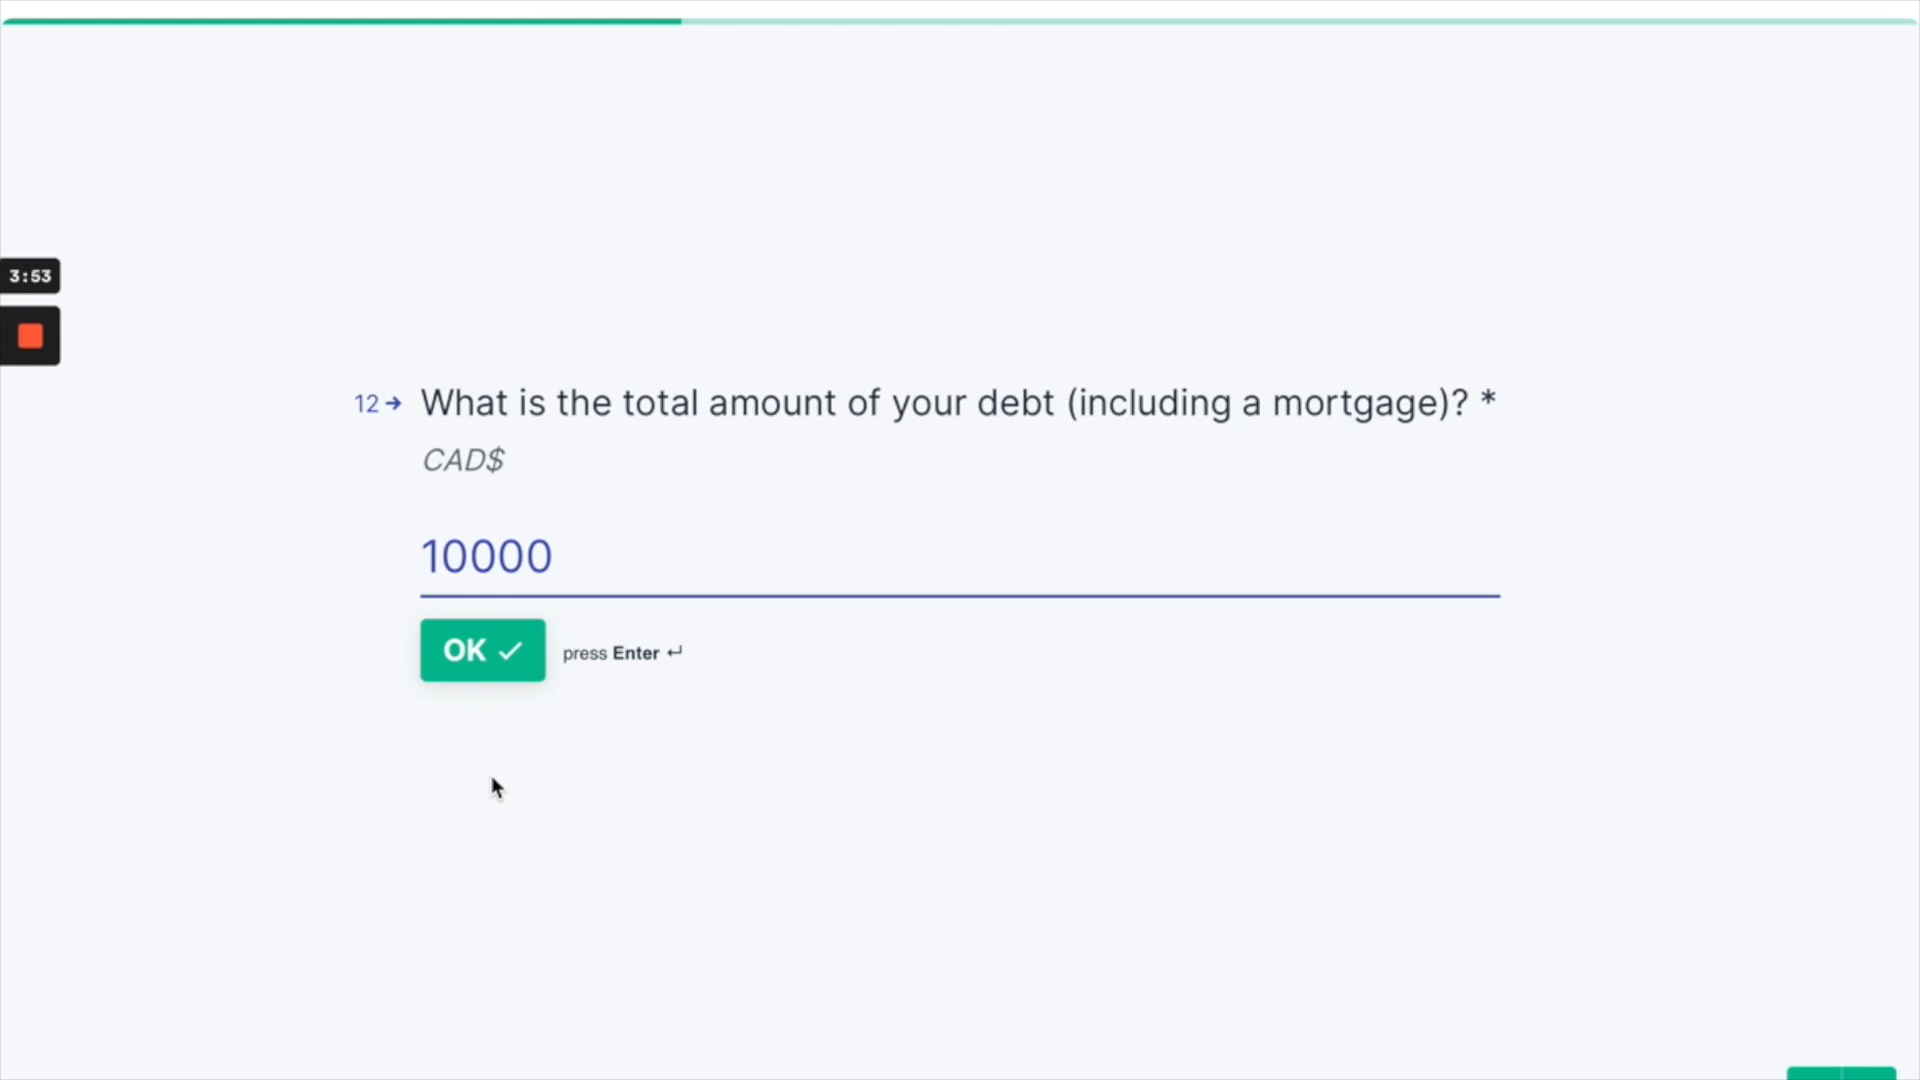 3:53
12 → What is the total amount of your debt (including a mortgage)? *
CAD$
10000
OK ✓ press Enter ↵